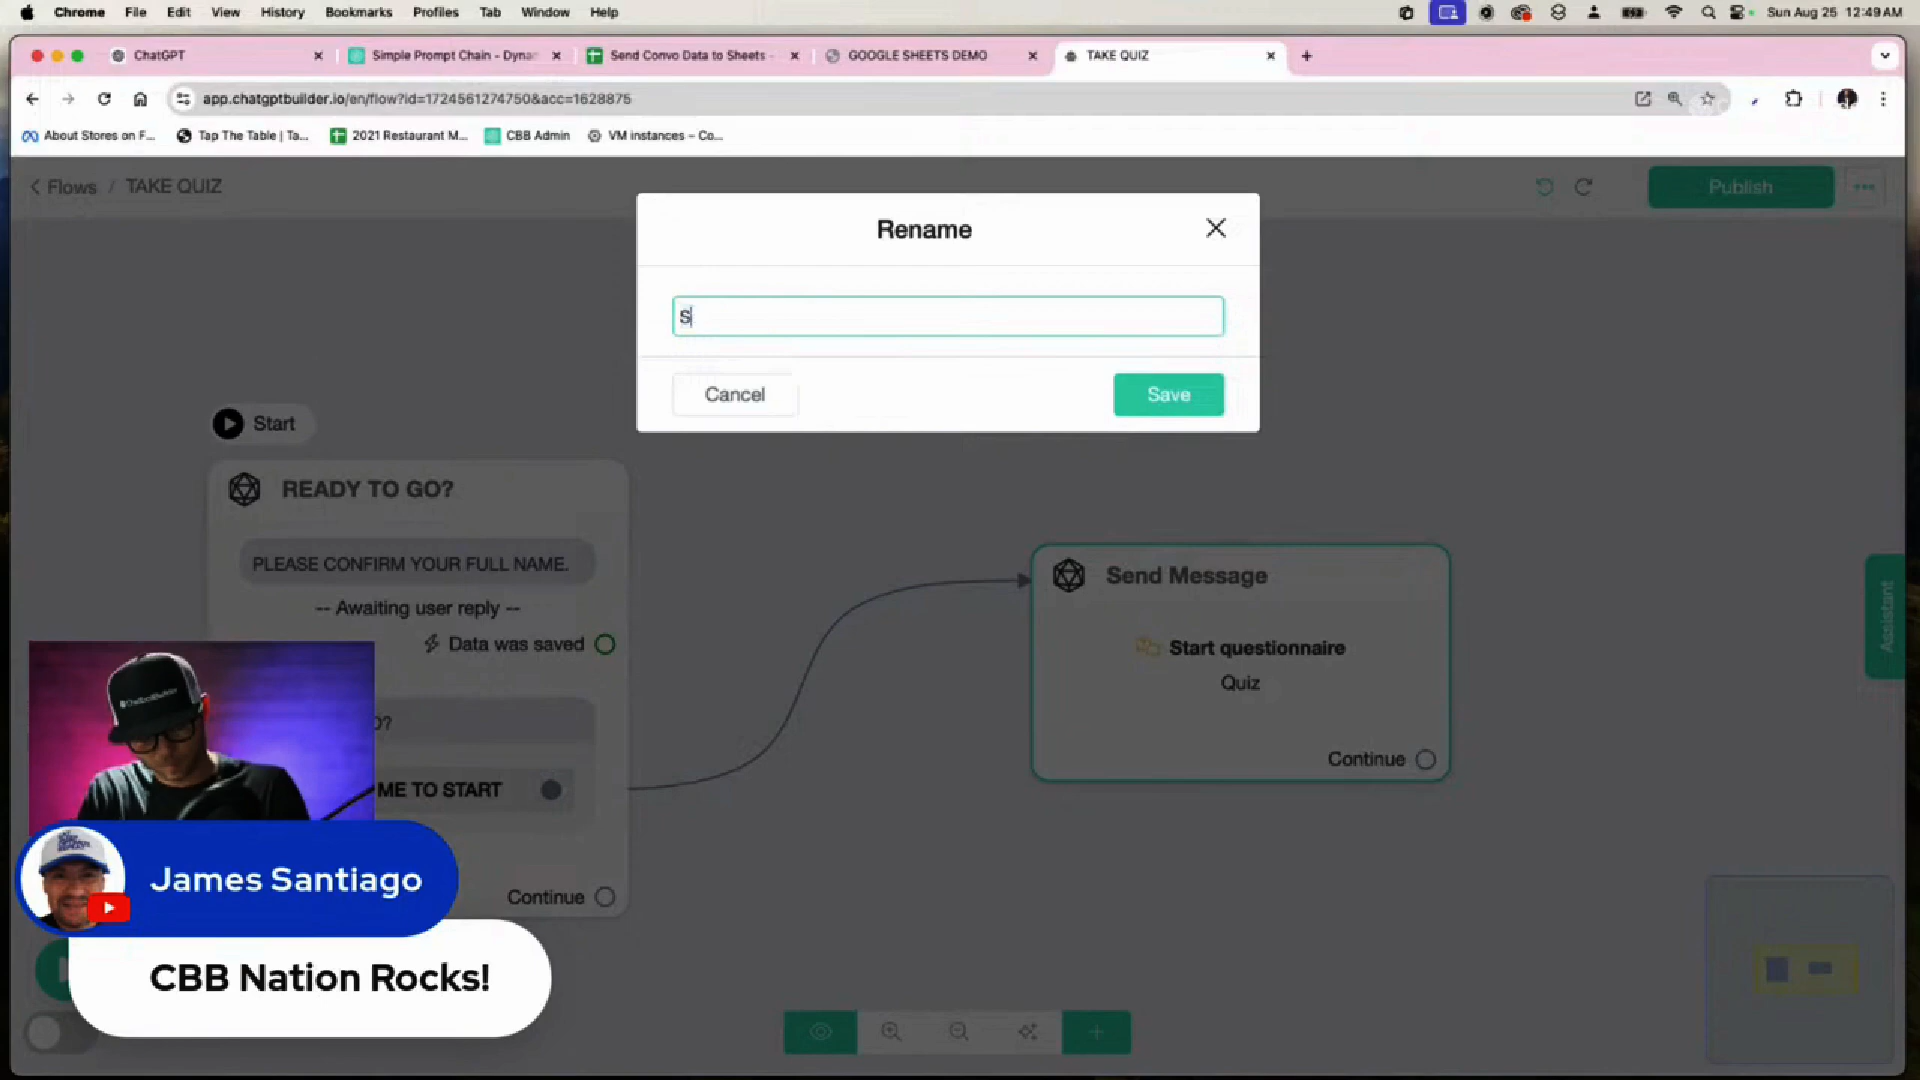 Chrome File Edit View History Bookmarks Profiles Tab Window Help Sun Aug 25 12:49 AM
ChatGPT Simple Prompt Chain - Dyna Send Convo Data to Sheets - GOOGLE SHEETS DEMO TAKE QUIZ
app.chatgptbuilder.io/en/flow?id=1724561274750&acc=1628875
About Stores on F... Tap The Table | Ta... 2021 Restaurant M... CBB Admin VM instances – Co...
Flows / TAKE QUIZ
Publish
Rename
S
Cancel
Save
Start
READY TO GO?
PLEASE CONFIRM YOUR FULL NAME.
-- Awaiting user reply --
Data was saved
O?
ME TO START
Continue
Send Message
Start questionnaire
Quiz
Continue
Assistant
James Santiago
CBB Nation Rocks!